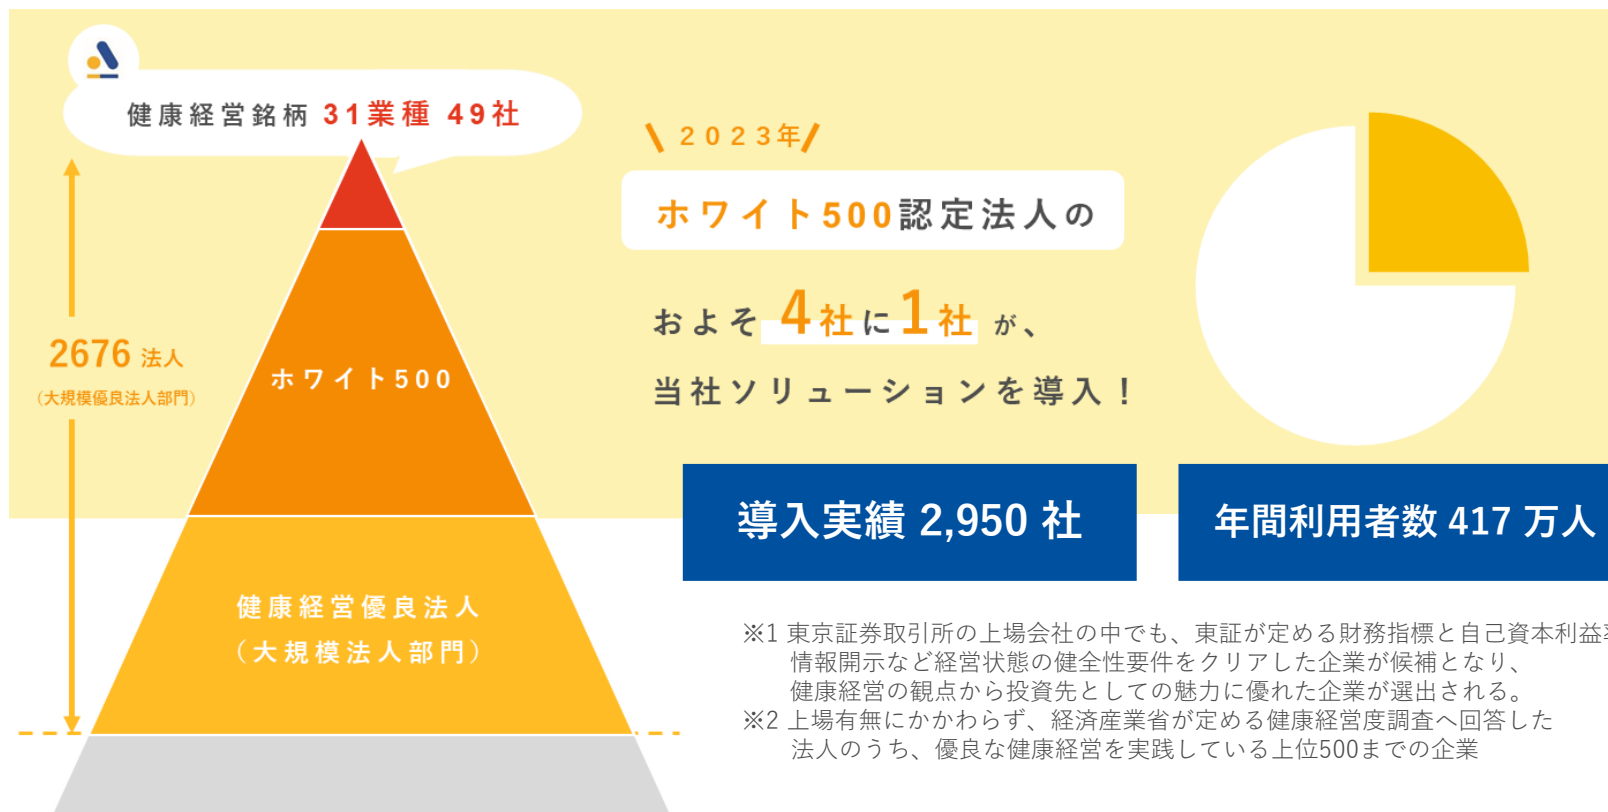 健康経営銘柄 31業種 49社
2676 法人
（大規模優良法人部門）
ホワイト500
健康経営優良法人
（大規模法人部門）
2023年
ホワイト500認定法人の
およそ 4社に1社 が、
当社ソリューションを導入！
導入実績 2,950 社
年間利用者数 417 万人
※1 東京証券取引所の上場会社の中でも、東証が定める財務指標と自己資本利益率
情報開示など経営状態の健全性要件をクリアした企業が候補となり、
健康経営の観点から投資先としての魅力に優れた企業が選出される。
※2 上場有無にかかわらず、経済産業省が定める健康経営度調査へ回答した
法人のうち、優良な健康経営を実践している上位500までの企業